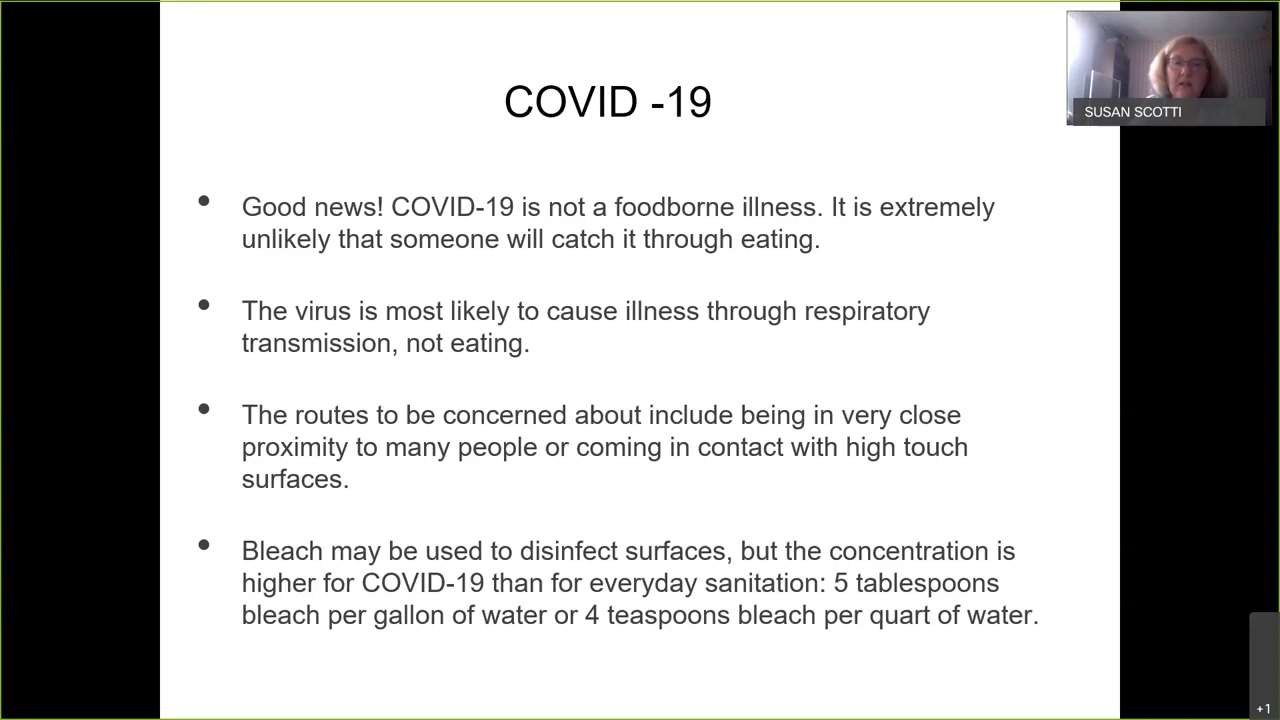 COVID -19
SUSAN SCOTTI
• Good news! COVID-19 is not a foodborne illness. It is extremely
unlikely that someone will catch it through eating.
• The virus is most likely to cause illness through respiratory
transmission, not eating.
• The routes to be concerned about include being in very close
proximity to many people or coming in contact with high touch
surfaces.
• Bleach may be used to disinfect surfaces, but the concentration is
higher for COVID-19 than for everyday sanitation: 5 tablespoons
bleach per gallon of water or 4 teaspoons bleach per quart of water.
+1